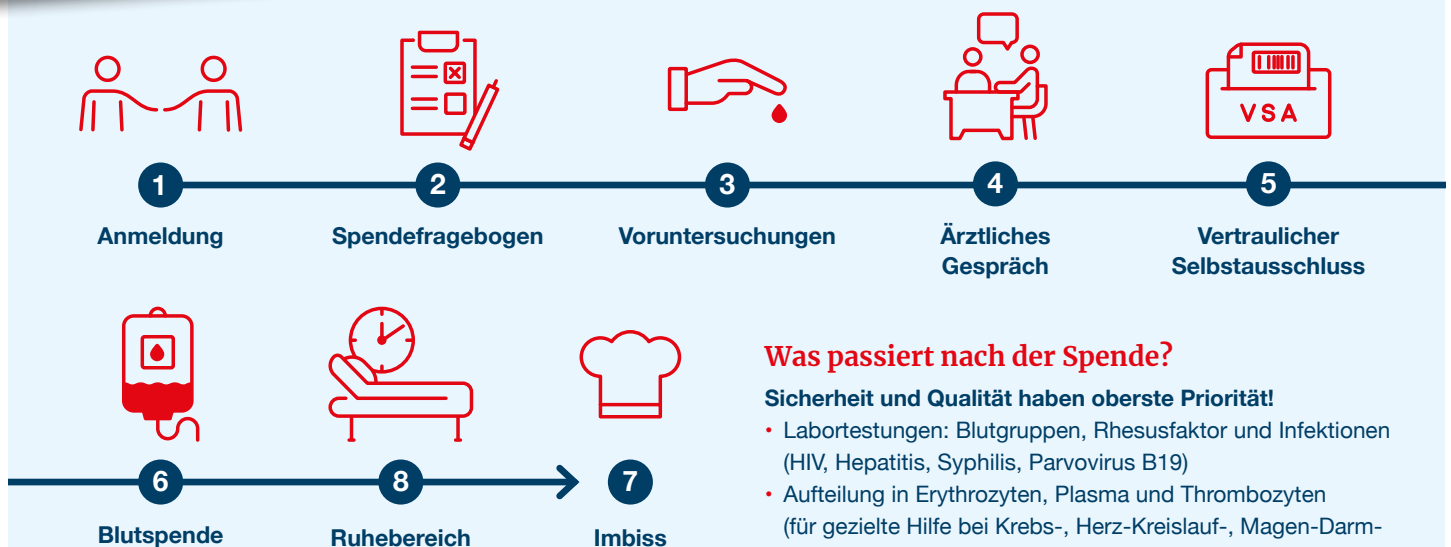 VSA
1
2
3
4
5
Anmeldung
Spendefragebogen
Voruntersuchungen
Ärztliches
Gespräch
Vertraulicher
Selbstausschluss
6
8
7
Blutspende
Ruhebereich
Imbiss
Was passiert nach der Spende?
Sicherheit und Qualität haben oberste Priorität!
• Labortestungen: Blutgruppen, Rhesusfaktor und Infektionen
(HIV, Hepatitis, Syphilis, Parvovirus B19)
• Aufteilung in Erythrozyten, Plasma und Thrombozyten
(für gezielte Hilfe bei Krebs-, Herz-Kreislauf-, Magen-Darm-